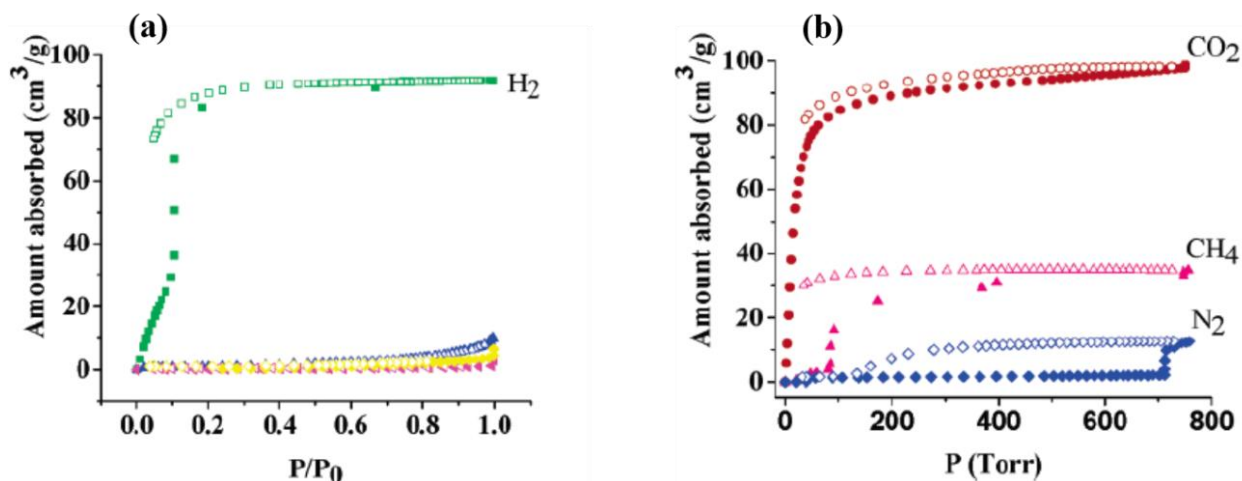 (a)
100
80
60
40
20
0
Amount absorbed (cm³/g)
H₂
0.0 0.2 0.4 0.6 0.8 1.0
P/P₀
(b)
100
80
60
40
20
0
Amount absorbed (cm³/g)
CO₂
CH₄
N₂
0 200 400 600 800
P (Torr)